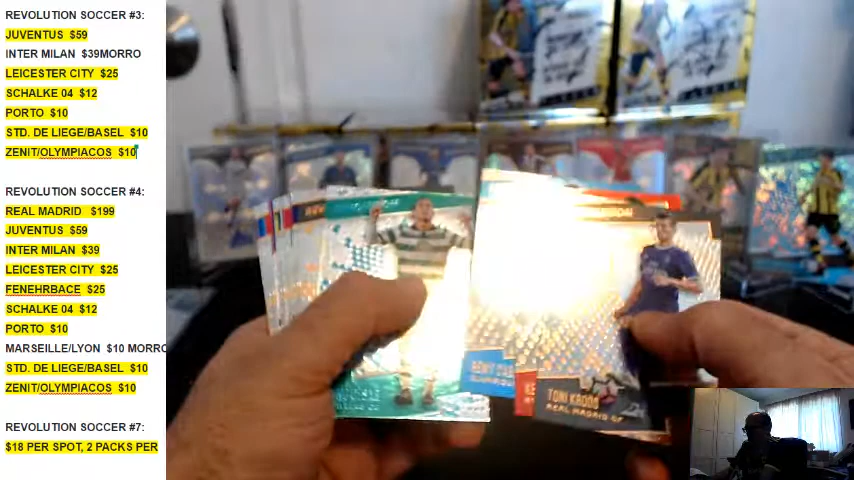 REVOLUTION SOCCER #3:
JUVENTUS $59
INTER MILAN $39MORRO
LEICESTER CITY $25
SCHALKE 04 $12
PORTO $10
STD. DE LIEGE/BASEL $10
ZENIT/OLYMPIACOS $10
REVOLUTION SOCCER #4:
REAL MADRID $199
JUVENTUS $59
INTER MILAN $39
LEICESTER CITY $25
FENEHRBACE $25
SCHALKE 04 $12
PORTO $10
MARSEILLE/LYON $10 MORRO
STD. DE LIEGE/BASEL $10
ZENIT/OLYMPIACOS $10
REVOLUTION SOCCER #7:
$18 PER SPOT, 2 PACKS PER
TONI KROOS
REAL MADRID CF